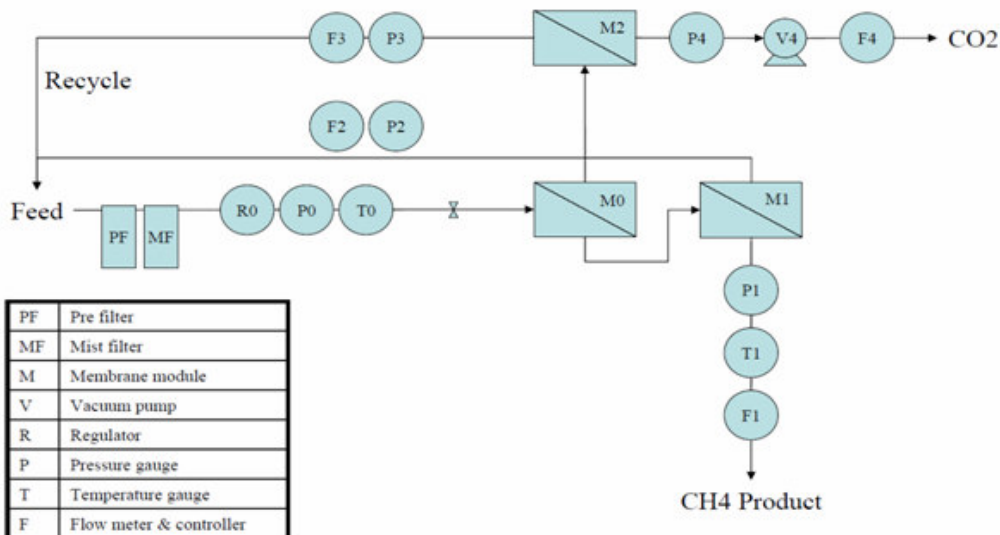 F3 P3 M2 P4 V4 F4 CO2
Recycle
F2 P2
Feed PF MF R0 P0 T0 M0 M1
P1
T1
F1
CH4 Product
PF Pre filter
MF Mist filter
M Membrane module
V Vacuum pump
R Regulator
P Pressure gauge
T Temperature gauge
F Flow meter & controller